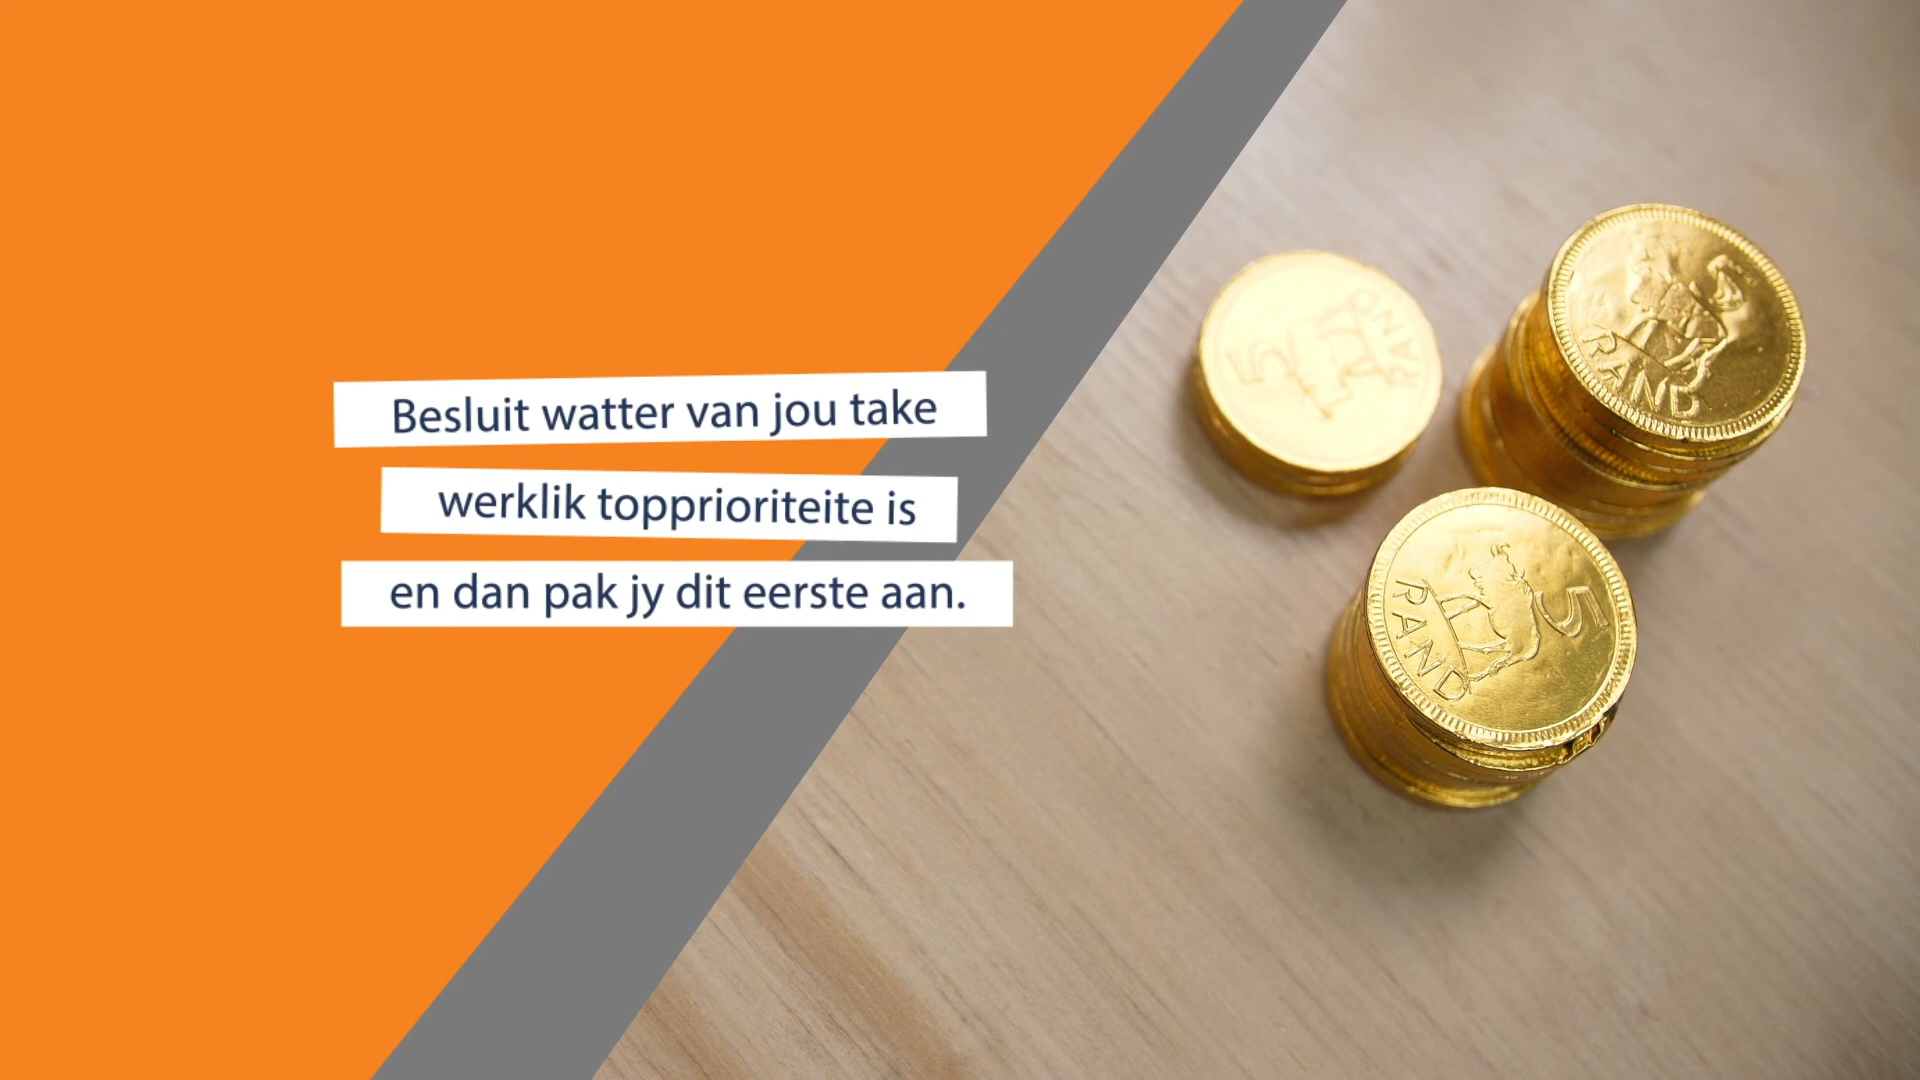 Besluit watter van jou take
werklik topprioriteite is
en dan pak jy dit eerste aan.
5
RAND
5
RAND
5
RAND